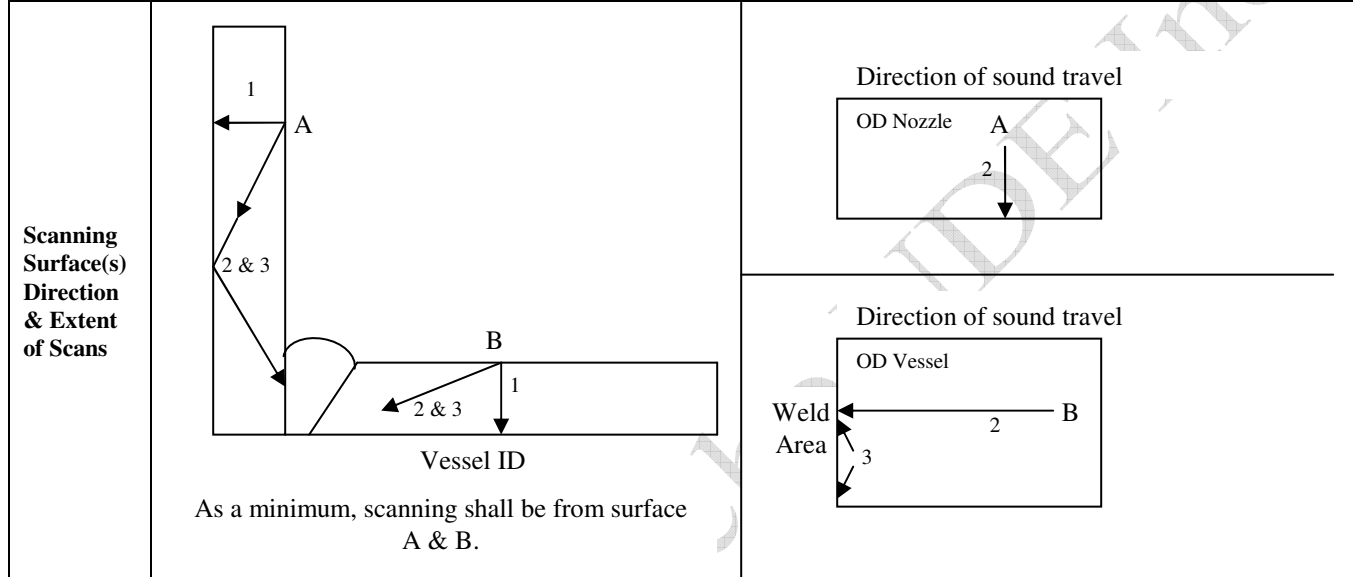 Scanning
Surface(s)
Direction
& Extent
of Scans
1
A
2 & 3
B
1
2 & 3
Vessel ID
As a minimum, scanning shall be from surface
A & B.
Direction of sound travel
OD Nozzle A
2
Direction of sound travel
OD Vessel
Weld
Area
B
2
3